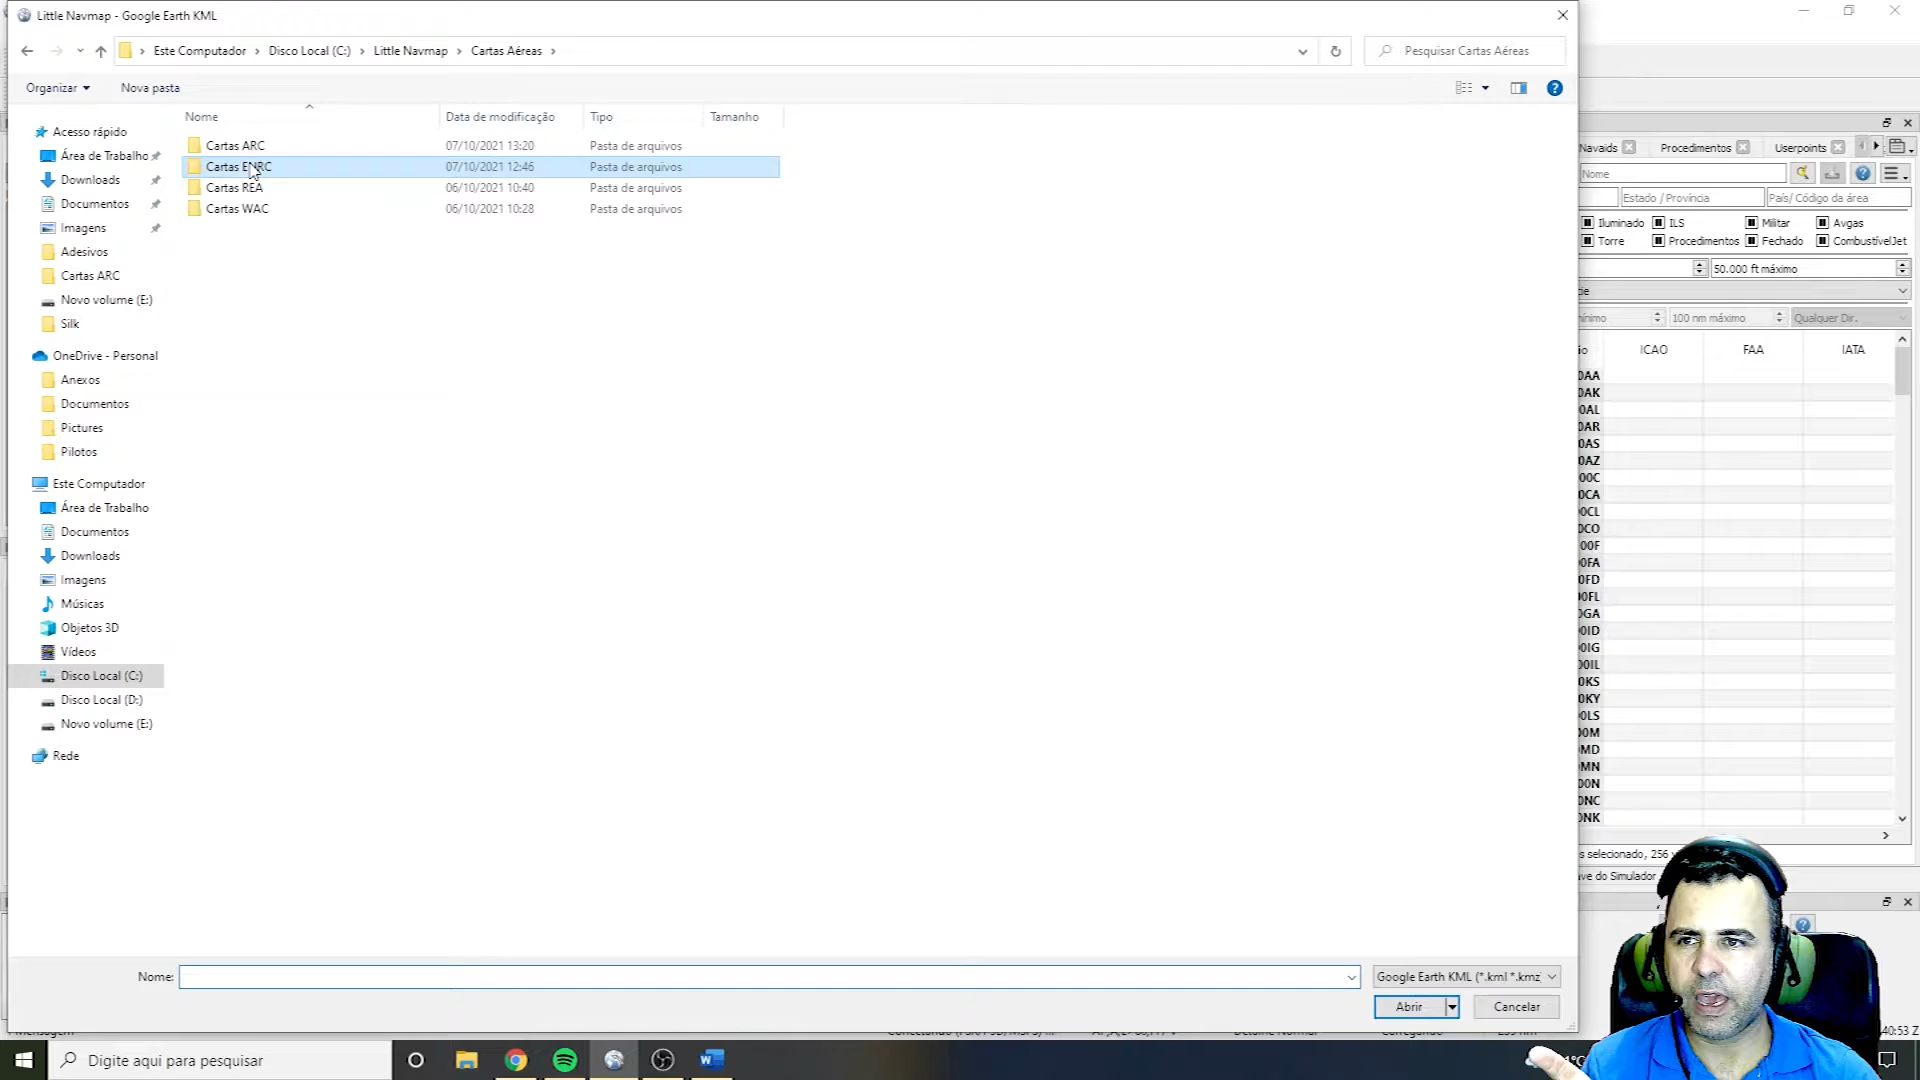 Little Navmap - Google Earth KML
Este Computador > Disco Local (C:) > Little Navmap > Cartas Aéreas >
Pesquisar Cartas Aéreas
Organizar
Nova pasta
Nome
Data de modificação
Tipo
Tamanho
Cartas ARC 07/10/2021 13:20 Pasta de arquivos
Cartas ENRC 07/10/2021 12:46 Pasta de arquivos
Cartas REA 06/10/2021 10:40 Pasta de arquivos
Cartas WAC 06/10/2021 10:28 Pasta de arquivos
Acesso rápido
Área de Trabalho
Downloads
Documentos
Imagens
Adesivos
Cartas ARC
Novo volume (E:)
Silk
OneDrive - Personal
Anexos
Documentos
Pictures
Pilotos
Este Computador
Área de Trabalho
Documentos
Downloads
Imagens
Músicas
Objetos 3D
Vídeos
Disco Local (C:)
Disco Local (D:)
Novo volume (E:)
Rede
Nome:
Google Earth KML (*.kml *.kmz
Abrir
Cancelar
Navaids
Procedimentos
Userpoints
Nome
Estado / Província
País/ Código da área
Iluminado ILS Militar Avgas
Torre Procedimentos Fechado CombustívelJet
50.000 ft máximo
100 nm máximo
Qualquer Dir.
ICAO FAA IATA
selecionado, 256
do Simulador
40:53 Z
Digite aqui para pesquisar